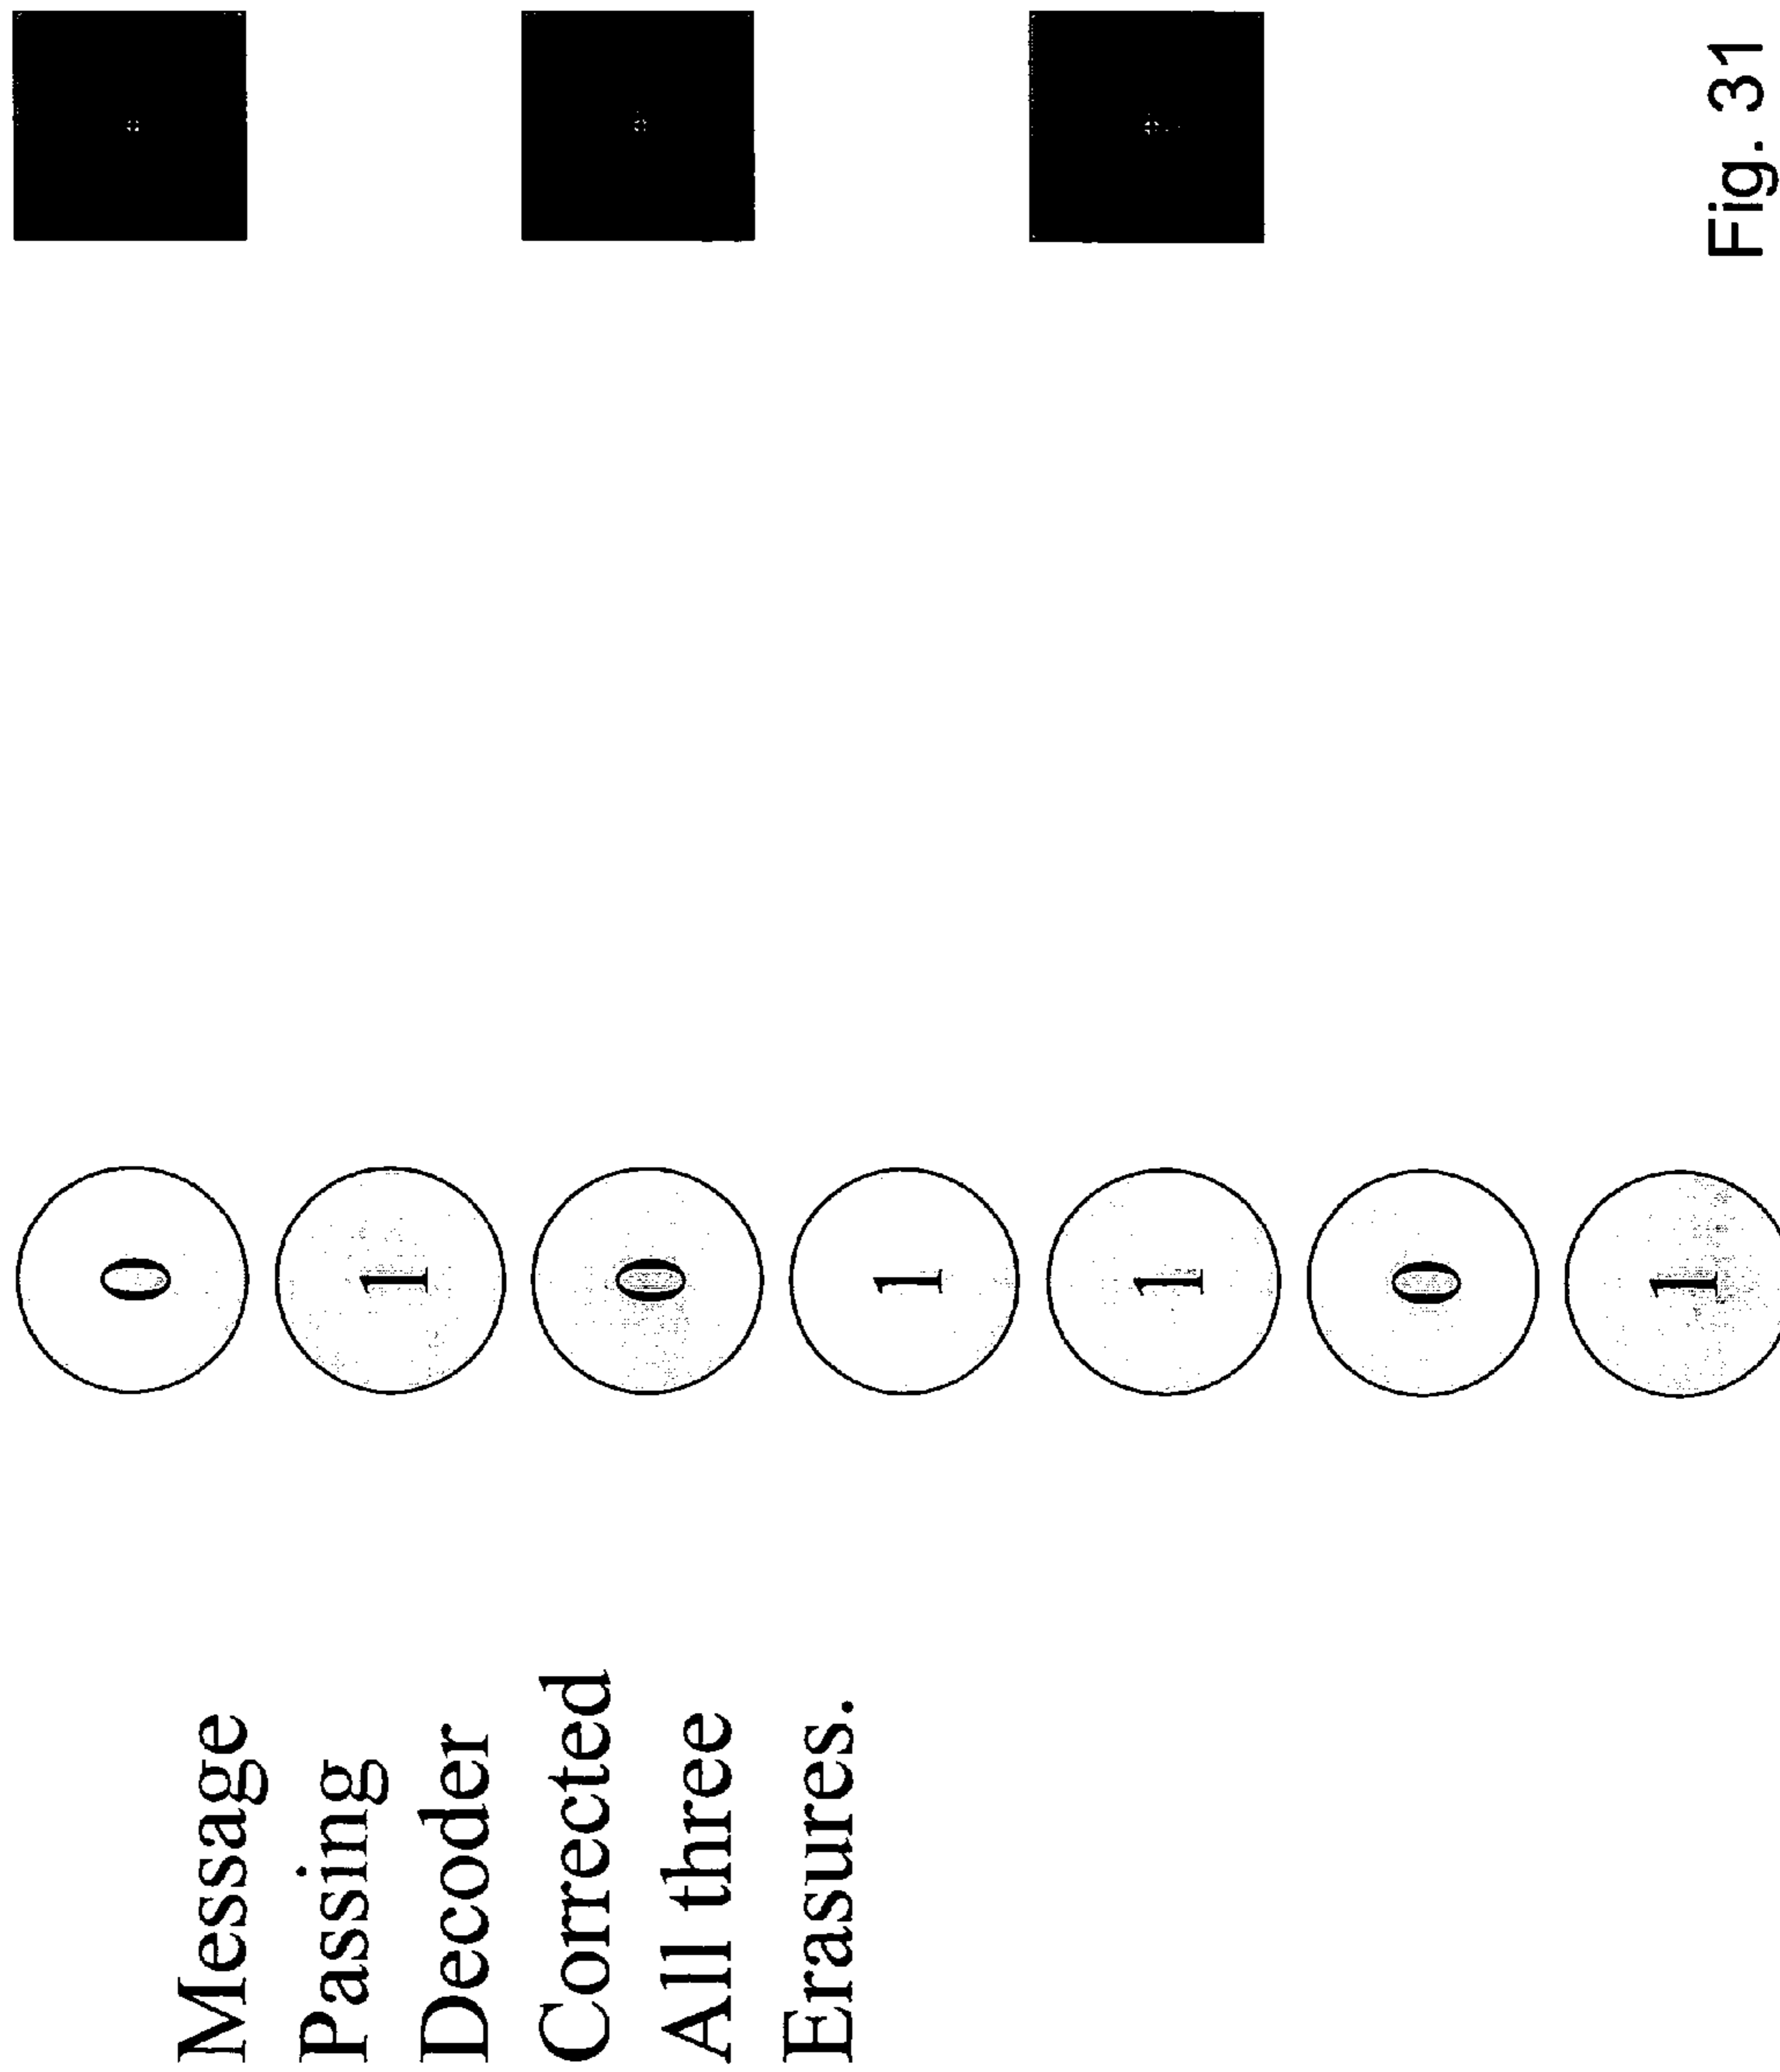 Message
Passing
Decoder
Corrected
All three
Erasures.
0
1
0
1
1
0
1
Fig. 31